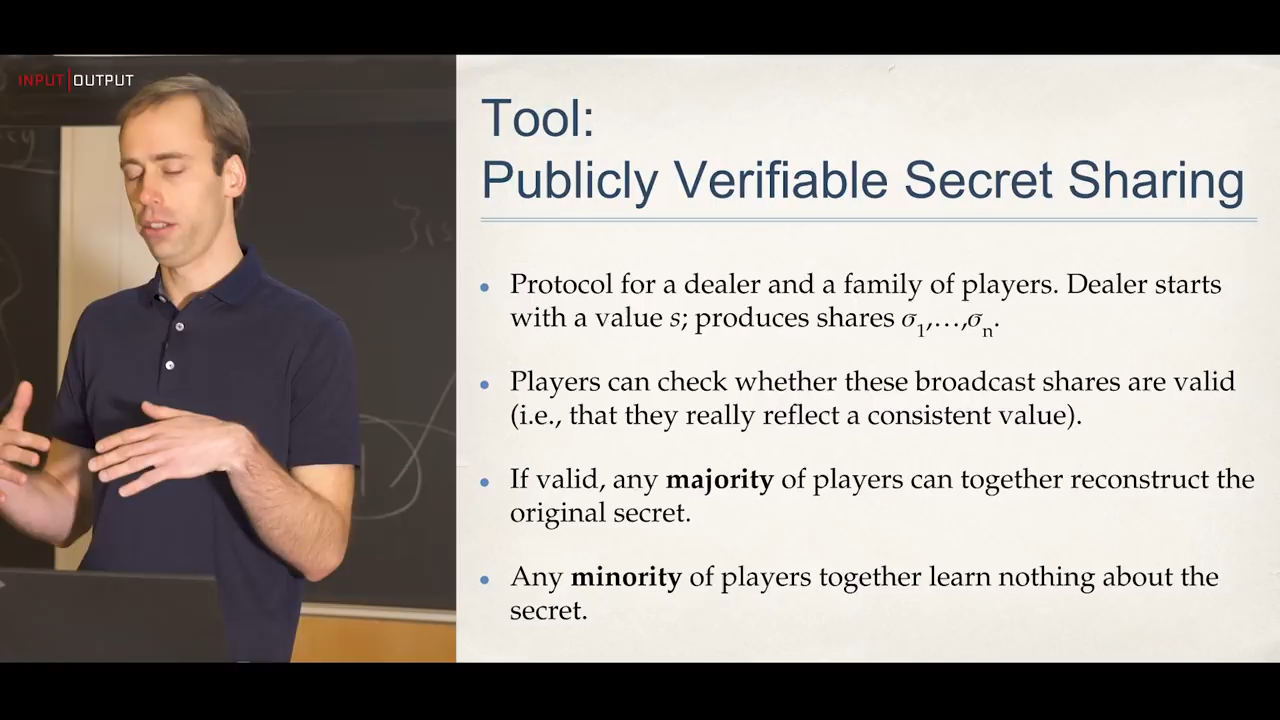 INPUT|OUTPUT
Tool:
Publicly Verifiable Secret Sharing
• Protocol for a dealer and a family of players. Dealer starts
with a value s; produces shares σ₁,…,σₙ.
• Players can check whether these broadcast shares are valid
(i.e., that they really reflect a consistent value).
• If valid, any majority of players can together reconstruct the
original secret.
• Any minority of players together learn nothing about the
secret.